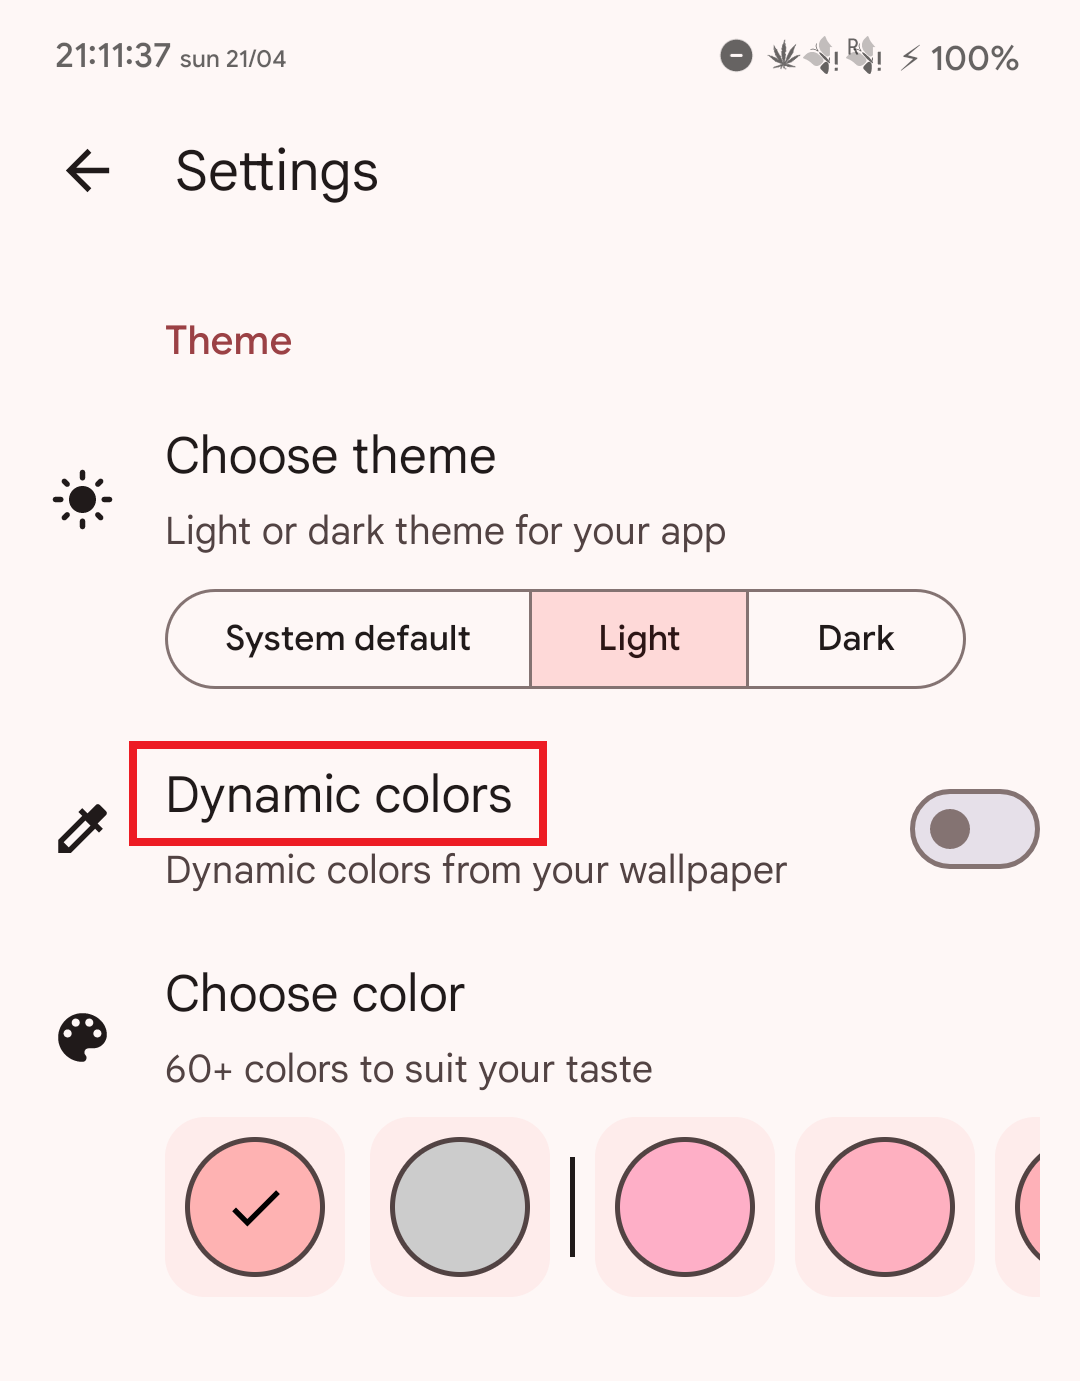 21:11:37 sun 21/04 R ! ! 100%
Settings
Theme
Choose theme
Light or dark theme for your app
System default Light Dark
Dynamic colors
Dynamic colors from your wallpaper
Choose color
60+ colors to suit your taste